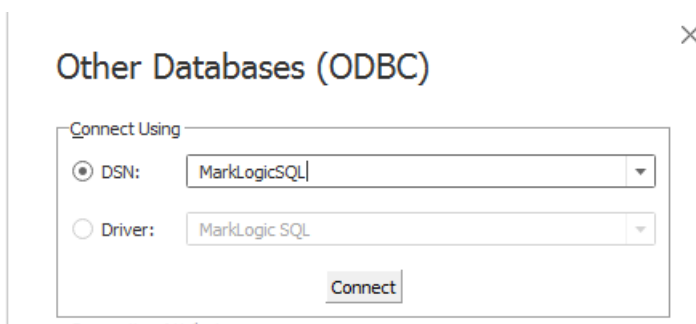 Other Databases (ODBC)
Connect Using
DSN: MarkLogicSQL
Driver: MarkLogic SQL
Connect